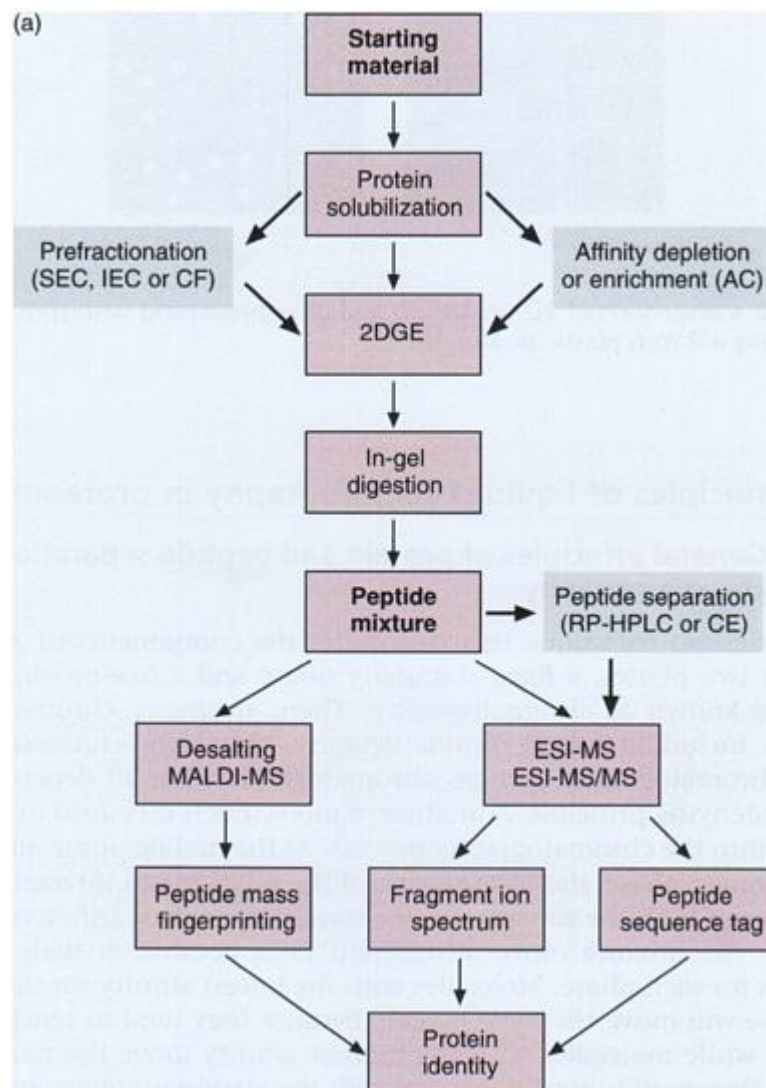 (a)
Starting
material
Protein
solubilization
Prefractionation
(SEC, IEC or CF)
Affinity depletion
or enrichment (AC)
2DGE
In-gel
digestion
Peptide
mixture
Peptide separation
(RP-HPLC or CE)
Desalting
MALDI-MS
ESI-MS
ESI-MS/MS
Peptide mass
fingerprinting
Fragment ion
spectrum
Peptide
sequence tag
Protein
identity